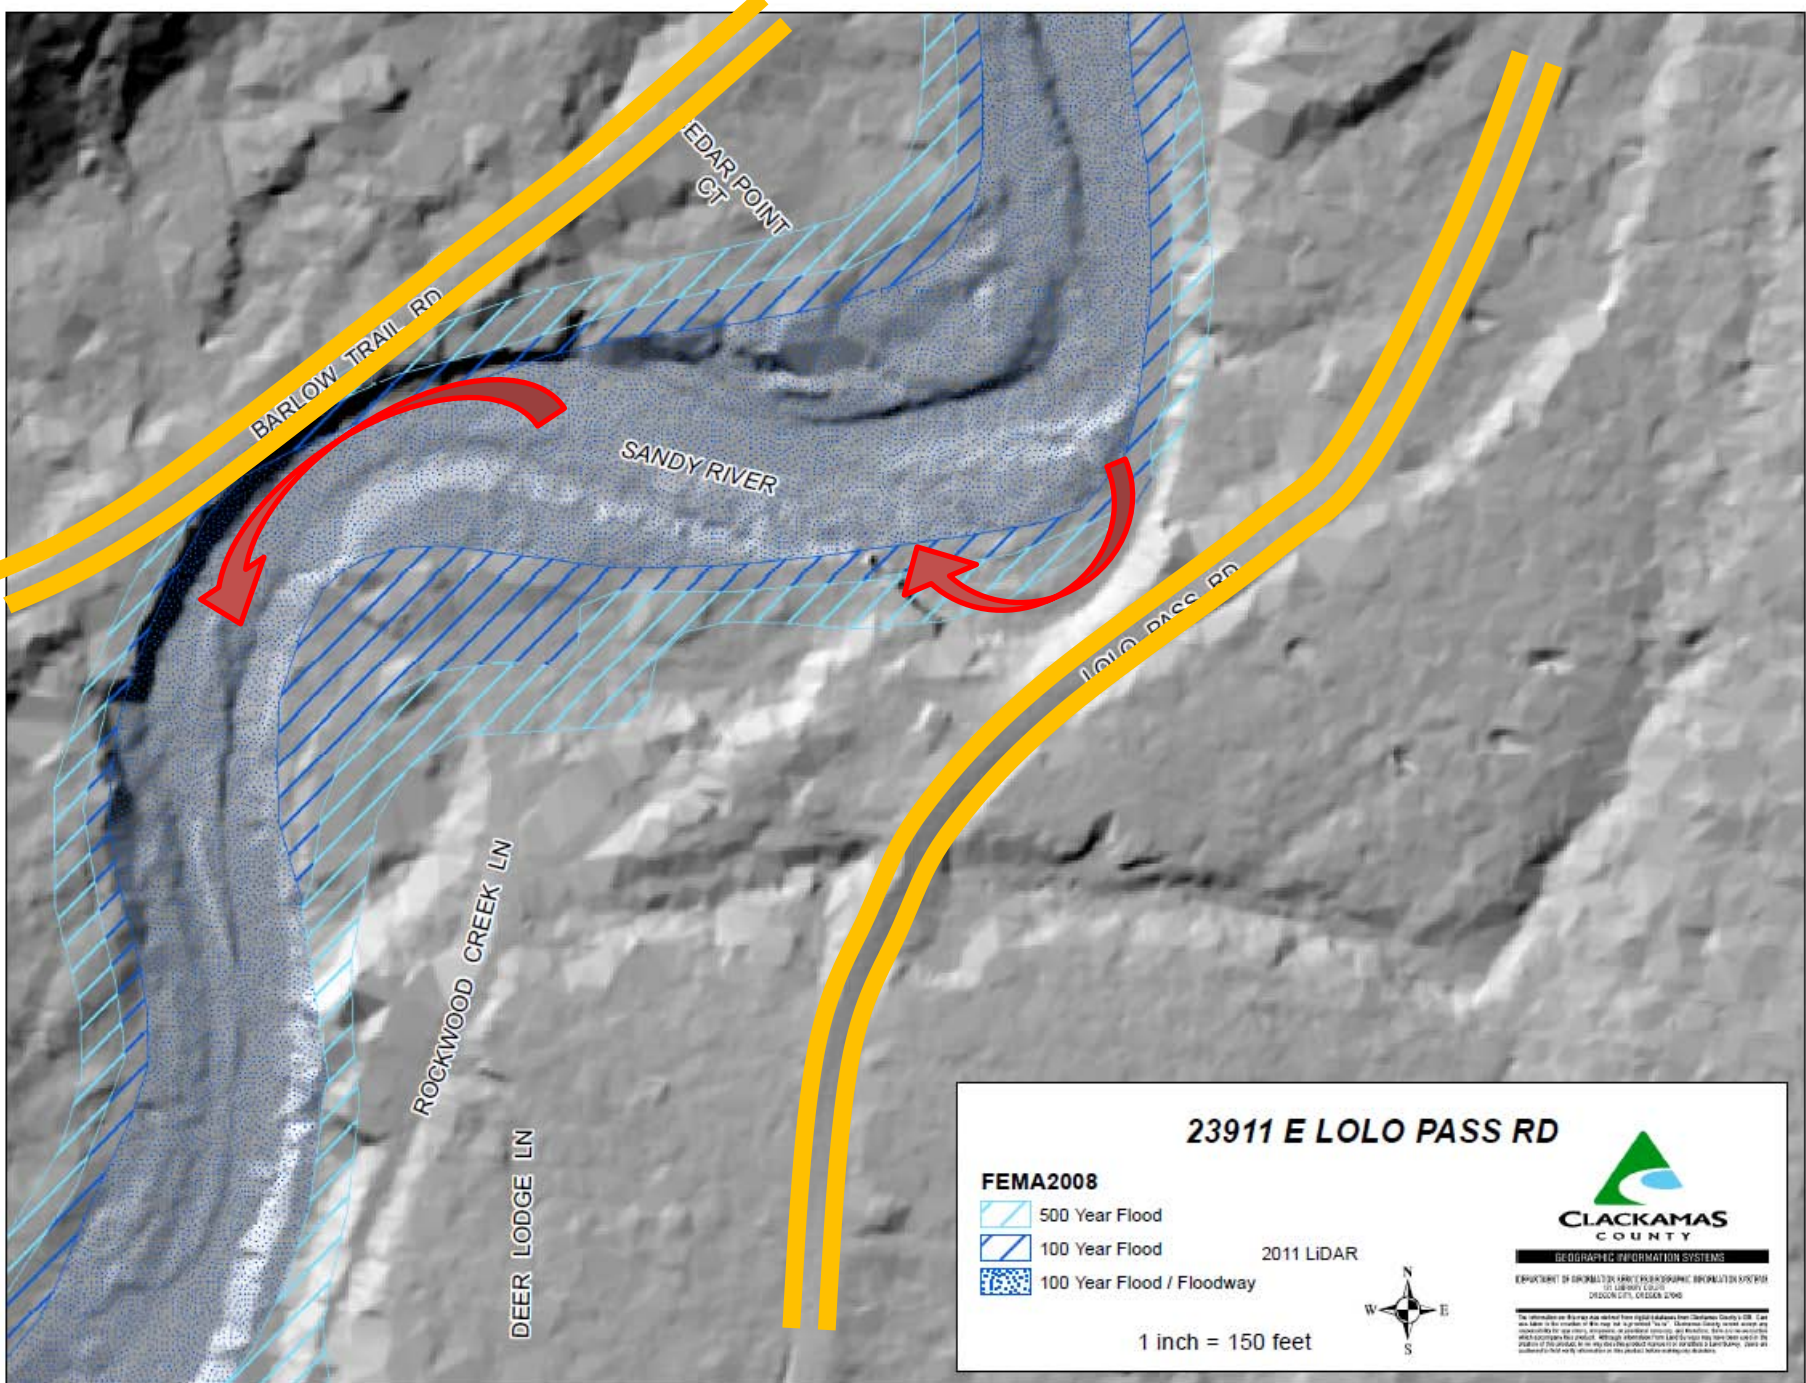 EDAR POINT
CT
BARLOW TRAIL RD
SANDY RIVER
LOLO PASS RD
ROCKWOOD CREEK LN
DEER LODGE LN
23911 E LOLO PASS RD
FEMA2008
500 Year Flood
100 Year Flood
100 Year Flood / Floodway
2011 LiDAR
1 inch = 150 feet
N
W E
S
CLACKAMAS
COUNTY
GEOGRAPHIC INFORMATION SYSTEMS